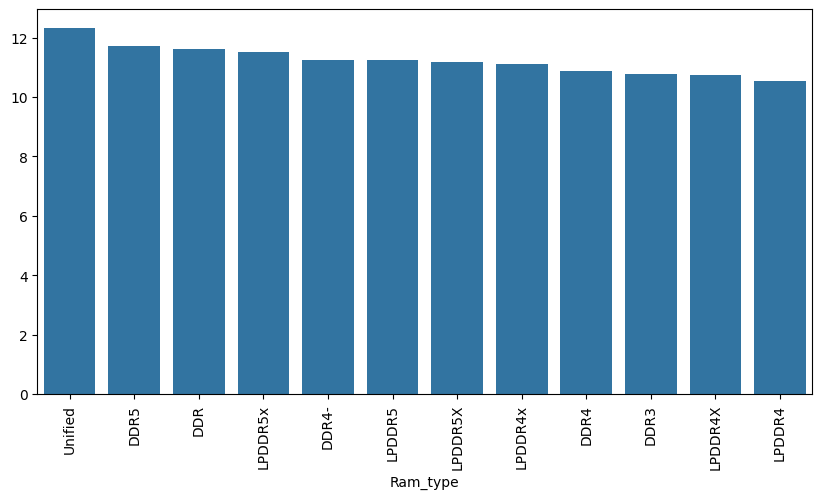 12
10
8
6
4
2
0
Unified
DDR5
DDR
LPDDR5X
DDR4-
LPDDR5
LPDDR5X
LPDDR4x
DDR4
DDR3
LPDDR4X
LPDDR4
Ram_type